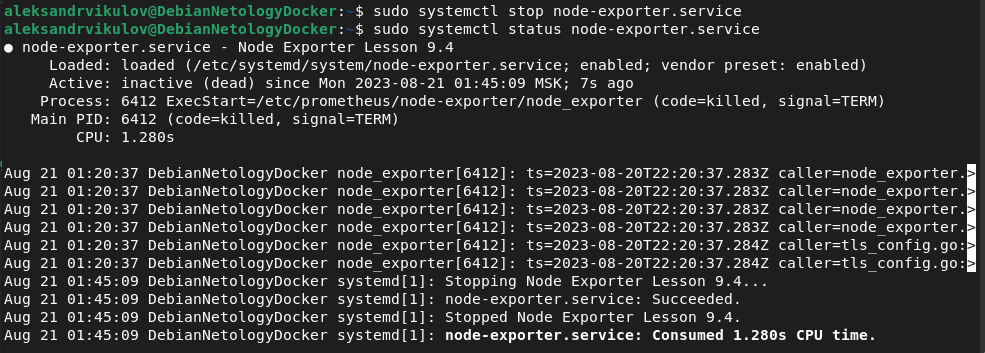 aleksandrvikulov@DebianNetologyDocker:~$ sudo systemctl stop node-exporter.service
aleksandrvikulov@DebianNetologyDocker:~$ sudo systemctl status node-exporter.service
● node-exporter.service - Node Exporter Lesson 9.4
     Loaded: loaded (/etc/systemd/system/node-exporter.service; enabled; vendor preset: enabled)
     Active: inactive (dead) since Mon 2023-08-21 01:45:09 MSK; 7s ago
    Process: 6412 ExecStart=/etc/prometheus/node-exporter/node_exporter (code=killed, signal=TERM)
   Main PID: 6412 (code=killed, signal=TERM)
        CPU: 1.280s

Aug 21 01:20:37 DebianNetologyDocker node_exporter[6412]: ts=2023-08-20T22:20:37.283Z caller=node_exporter.>
Aug 21 01:20:37 DebianNetologyDocker node_exporter[6412]: ts=2023-08-20T22:20:37.283Z caller=node_exporter.>
Aug 21 01:20:37 DebianNetologyDocker node_exporter[6412]: ts=2023-08-20T22:20:37.283Z caller=node_exporter.>
Aug 21 01:20:37 DebianNetologyDocker node_exporter[6412]: ts=2023-08-20T22:20:37.283Z caller=node_exporter.>
Aug 21 01:20:37 DebianNetologyDocker node_exporter[6412]: ts=2023-08-20T22:20:37.284Z caller=tls_config.go:>
Aug 21 01:20:37 DebianNetologyDocker node_exporter[6412]: ts=2023-08-20T22:20:37.284Z caller=tls_config.go:>
Aug 21 01:45:09 DebianNetologyDocker systemd[1]: Stopping Node Exporter Lesson 9.4...
Aug 21 01:45:09 DebianNetologyDocker systemd[1]: node-exporter.service: Succeeded.
Aug 21 01:45:09 DebianNetologyDocker systemd[1]: Stopped Node Exporter Lesson 9.4.
Aug 21 01:45:09 DebianNetologyDocker systemd[1]: node-exporter.service: Consumed 1.280s CPU time.